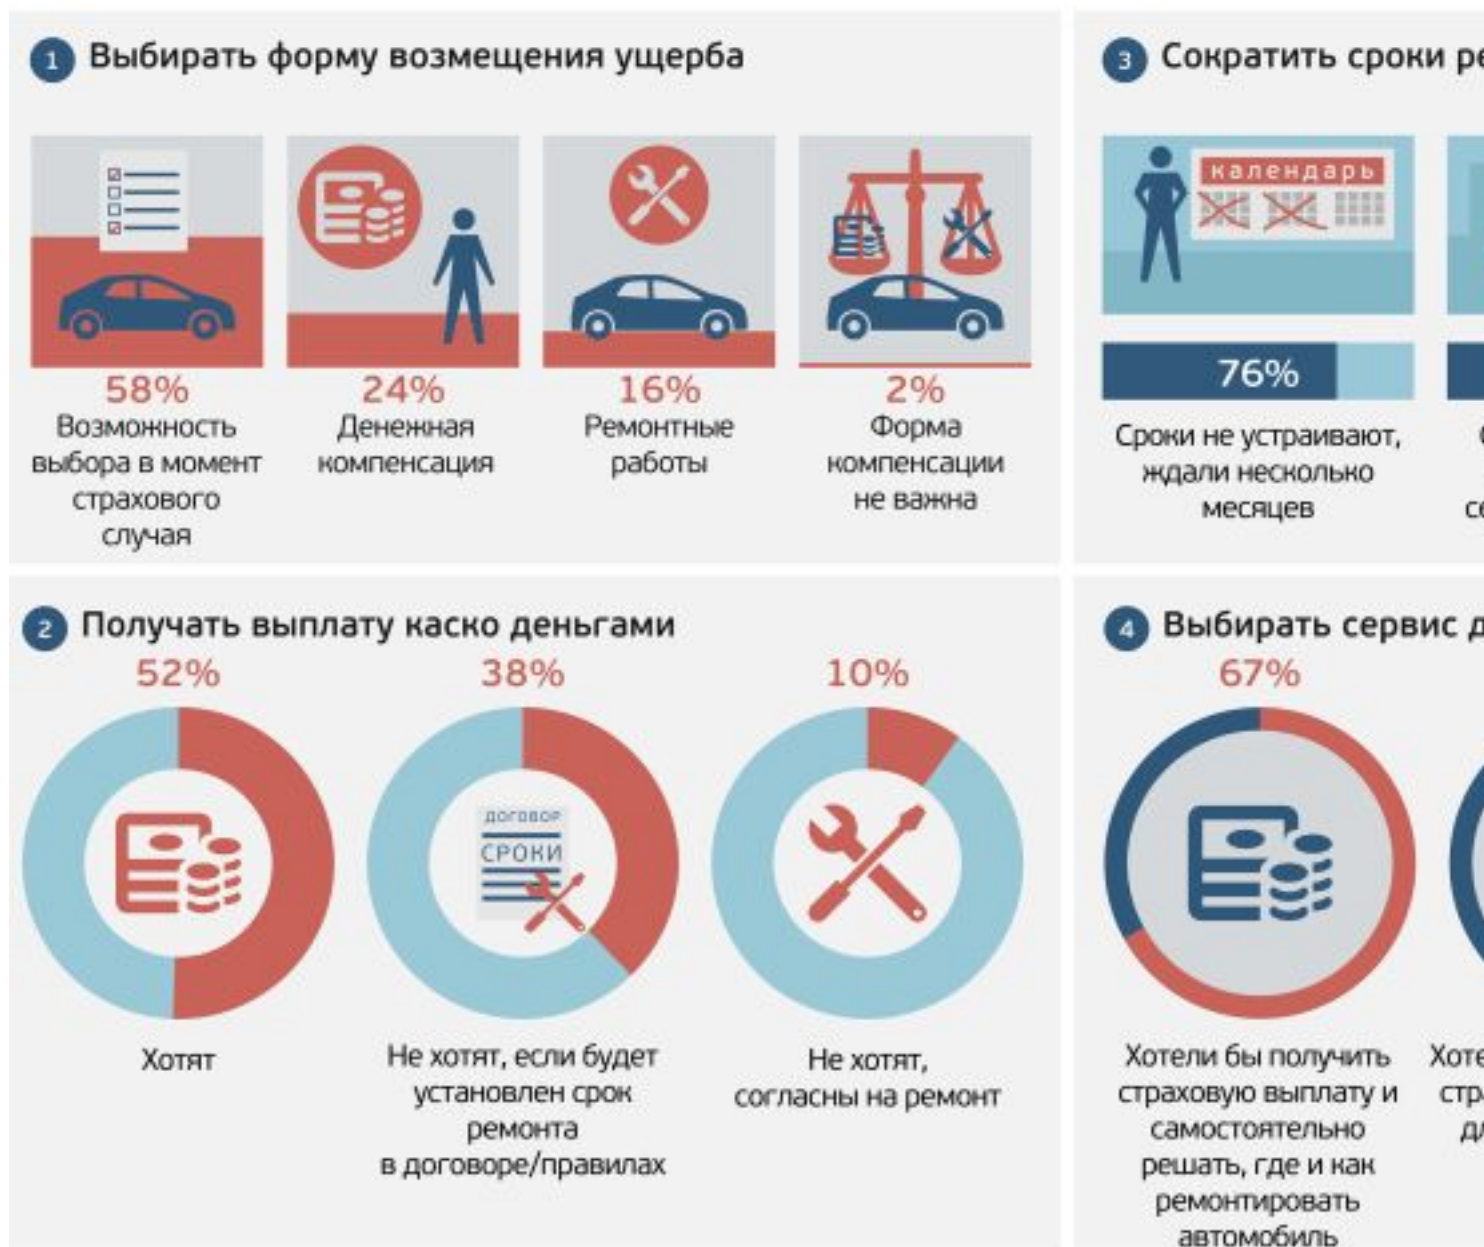 1 Выбирать форму возмещения ущерба
58%
Возможность
выбора в момент
страхового
случая
24%
Денежная
компенсация
16%
Ремонтные
работы
2%
Форма
компенсации
не важна
2 Получать выплату каско деньгами
52%
Хотят
38%
ДОГОВОР
СРОКИ
Не хотят, если будет
установлен срок
ремонта
в договоре/правилах
10%
Не хотят,
согласны на ремонт
3 Сократить сроки
календарь
76%
Сроки не устраивают,
ждали несколько
месяцев
4 Выбирать сервис
67%
Хотели бы получить
страховую выплату и
самостоятельно
решать, где и как
ремонтировать
автомобиль